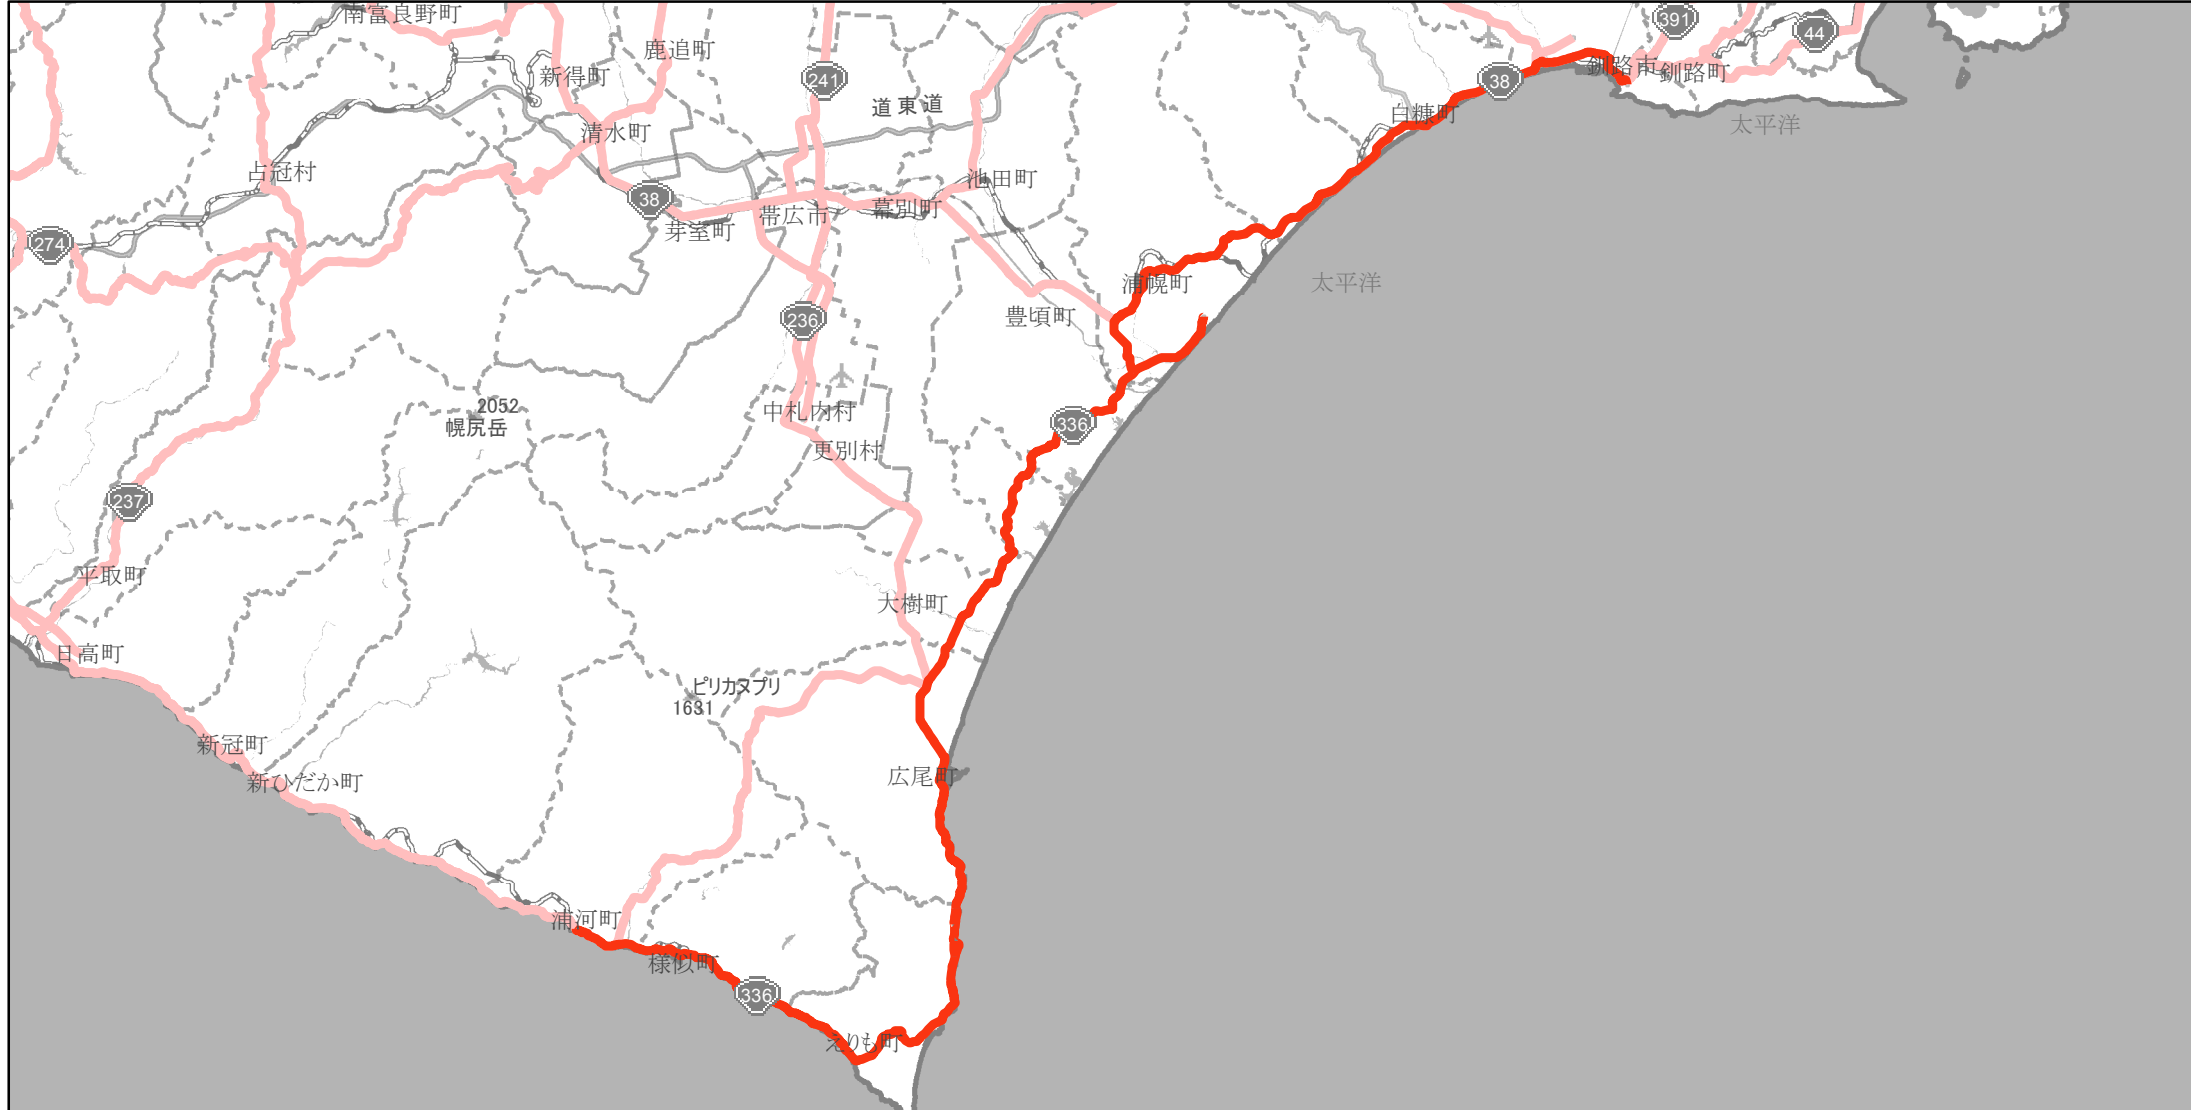 南富良野町
391
44
鹿追町
新得町
241
38
釧路市
釧路町
道東道
白糠町
太平洋
清水町
占冠村
池田町
38
帯広市
幕別町
芽室町
274
浦幌町
太平洋
豊頃町
236
2052
幌尻岳
中札内村
336
更別村
237
平取町
大樹町
日高町
ピリカヌプリ
1631
新冠町
広尾町
新ひだか町
浦河町
様似町
336
えりも町